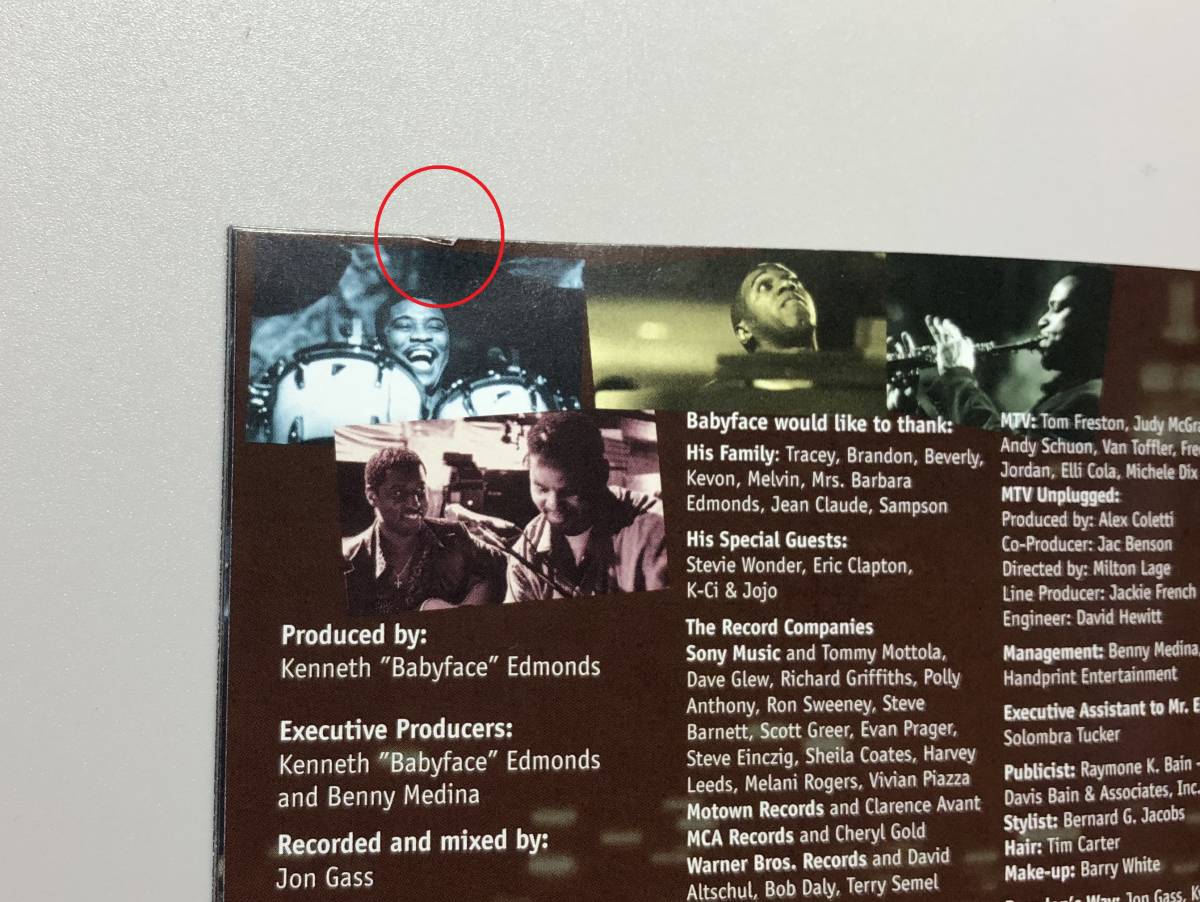 Produced by:
Kenneth "Babyface" Edmonds
Executive Producers:
Kenneth "Babyface" Edmonds
and Benny Medina
Recorded and mixed by:
Jon Gass
Babyface would like to thank:
His Family: Tracey, Brandon, Beverly,
Kevon, Melvin, Mrs. Barbara
Edmonds, Jean Claude, Sampson
His Special Guests:
Stevie Wonder, Eric Clapton,
K-Ci & Jojo
The Record Companies
Sony Music and Tommy Mottola,
Dave Glew, Richard Griffiths, Polly
Anthony, Ron Sweeney, Steve
Barnett, Scott Greer, Evan Prager,
Steve Einczig, Sheila Coates, Harvey
Leeds, Melani Rogers, Vivian Piazza
Motown Records and Clarence Avant
MCA Records and Cheryl Gold
Warner Bros. Records and David
Altschul, Bob Daly, Terry Semel
MTV: Tom Freston, Judy
Andy Schuon, Van Toffler,
Jordan, Elli Cola, Michele Dix
MTV Unplugged:
Produced by: Alex Coletti
Co-Producer: Jac Benson
Directed by: Milton Lage
Line Producer: Jackie French
Engineer: David Hewitt
Management: Benny Medina,
Handprint Entertainment
Executive Assistant to Mr.
Solombra Tucker
Publicist: Raymone K. Bain -
Davis Bain & Associates, Inc.
Stylist: Bernard G. Jacobs
Hair: Tim Carter
Make-up: Barry White
Jon Gass,